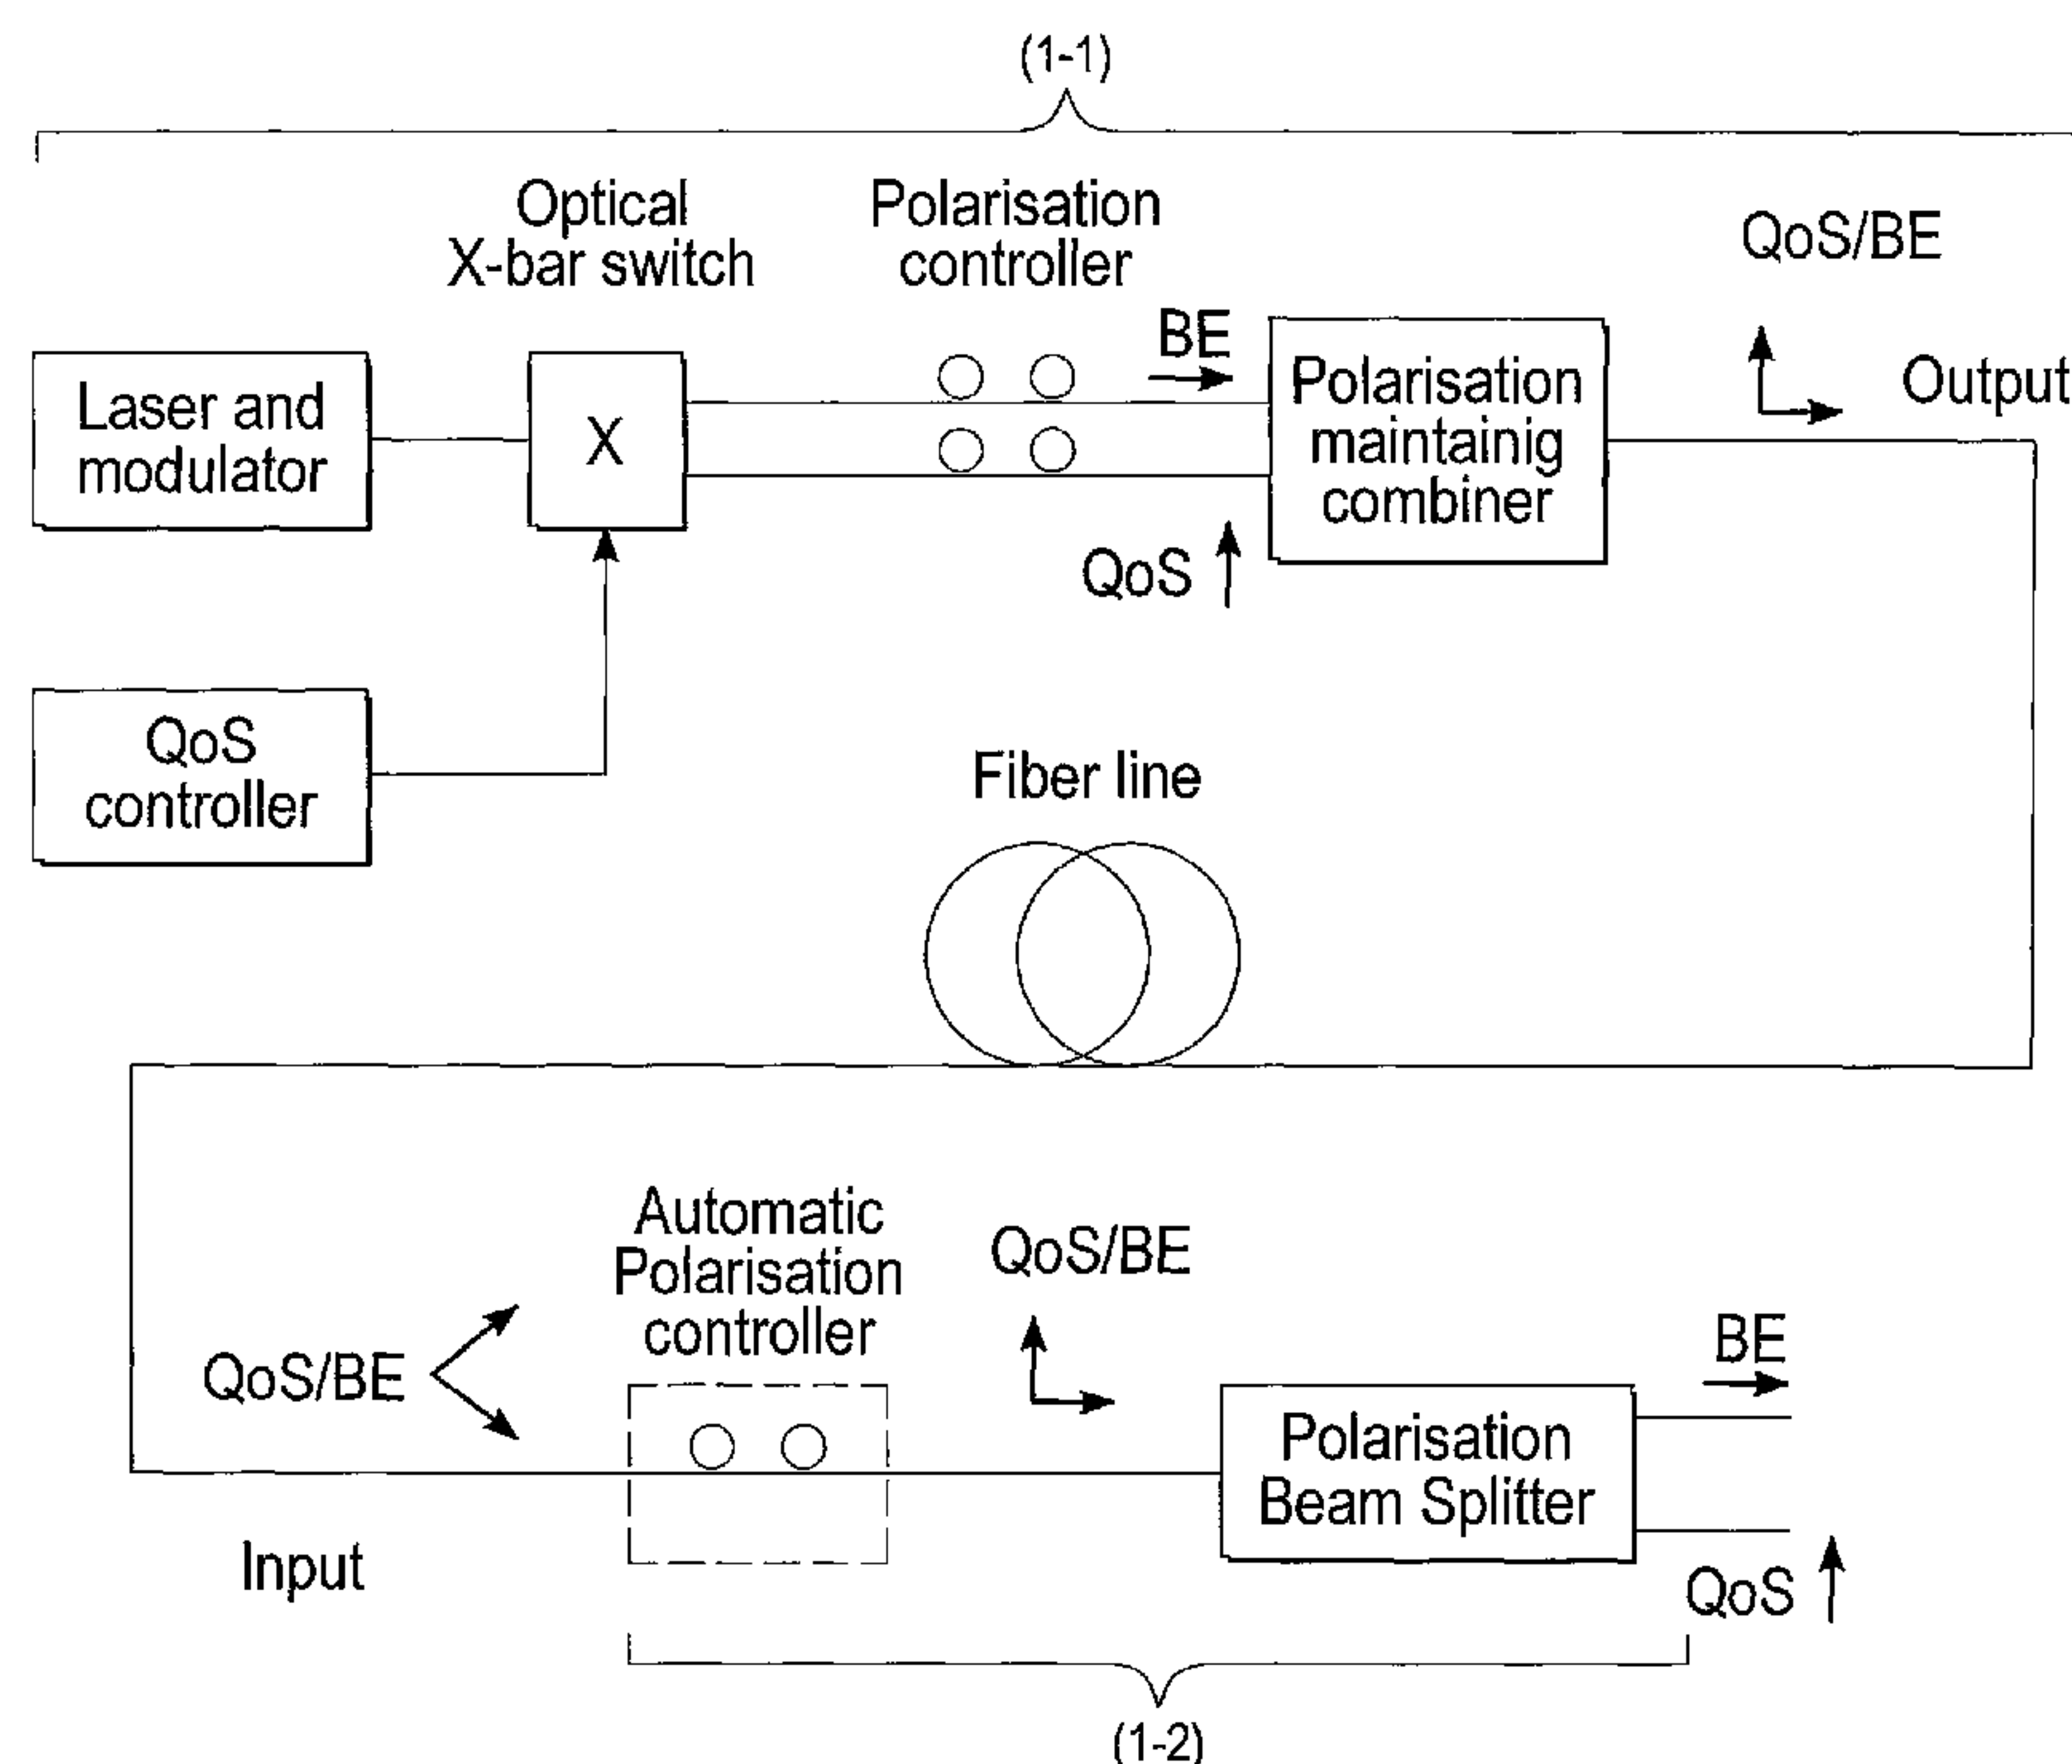 (1-1)
Optical
X-bar switch
Polarisation
controller
QoS/BE
BE
Laser and
modulator
X
Polarisation
maintainig
combiner
Output
QoS
QoS
controller
Fiber line
Automatic
Polarisation
controller
QoS/BE
QoS/BE
BE
Polarisation
Beam Splitter
Input
QoS
(1-2)